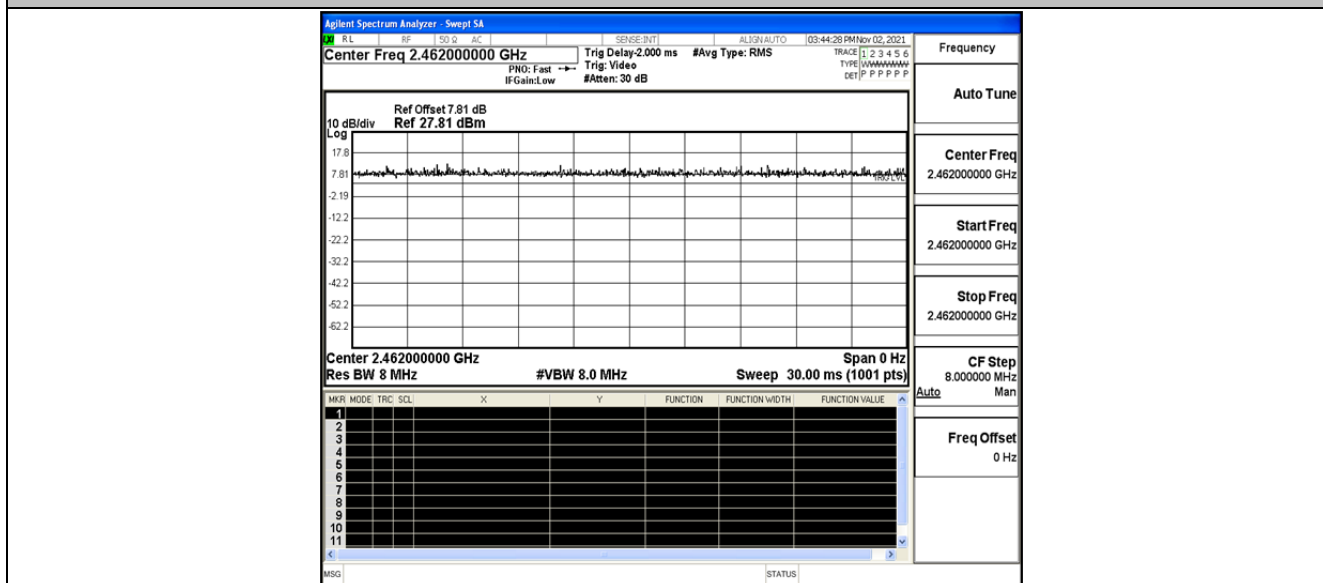 Agilent Spectrum Analyzer - Swept SA
RL RF 50 Ω AC SENSE:INT ALIGNAUTO 03:44:28 PM Nov 02, 2021
Center Freq 2.462000000 GHz
Trig Delay-2.000 ms #Avg Type: RMS
TRACE 1 2 3 4 5 6
PNO: Fast
Trig: Video
TYPE
IFGain:Low
#Atten: 30 dB
DET P P P P P P
Ref Offset 7.81 dB
10 dB/div Ref 27.81 dBm
Log
17.8
7.81
TRIG LVL
-2.19
-12.2
-22.2
-32.2
-42.2
-52.2
-62.2
Center 2.462000000 GHz Span 0 Hz
Res BW 8 MHz #VBW 8.0 MHz Sweep 30.00 ms (1001 pts)
MKR MODE TRC SCL X Y FUNCTION FUNCTION WIDTH FUNCTION VALUE
1
2
3
4
5
6
7
8
9
10
11
MSG STATUS
Frequency
Auto Tune
Center Freq
2.462000000 GHz
Start Freq
2.462000000 GHz
Stop Freq
2.462000000 GHz
CF Step
8.000000 MHz
Auto Man
Freq Offset
0 Hz